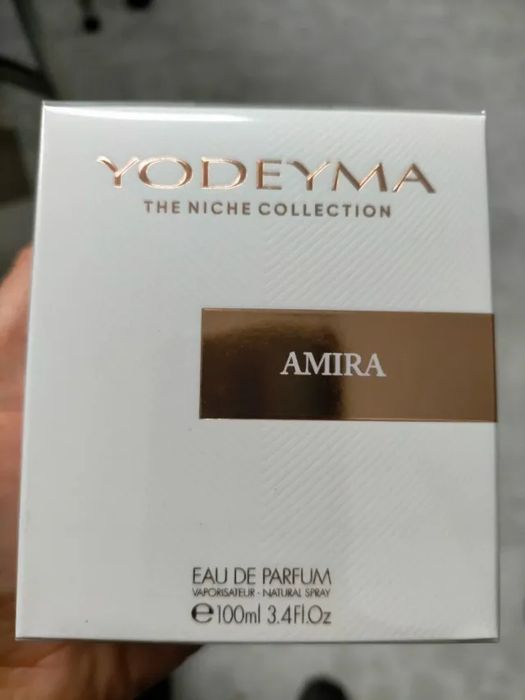 YODEYMA
THE NICHE COLLECTION
AMIRA
EAU DE PARFUM
VAPORISATEUR · NATURAL SPRAY
℮100ml 3.4Fl.Oz